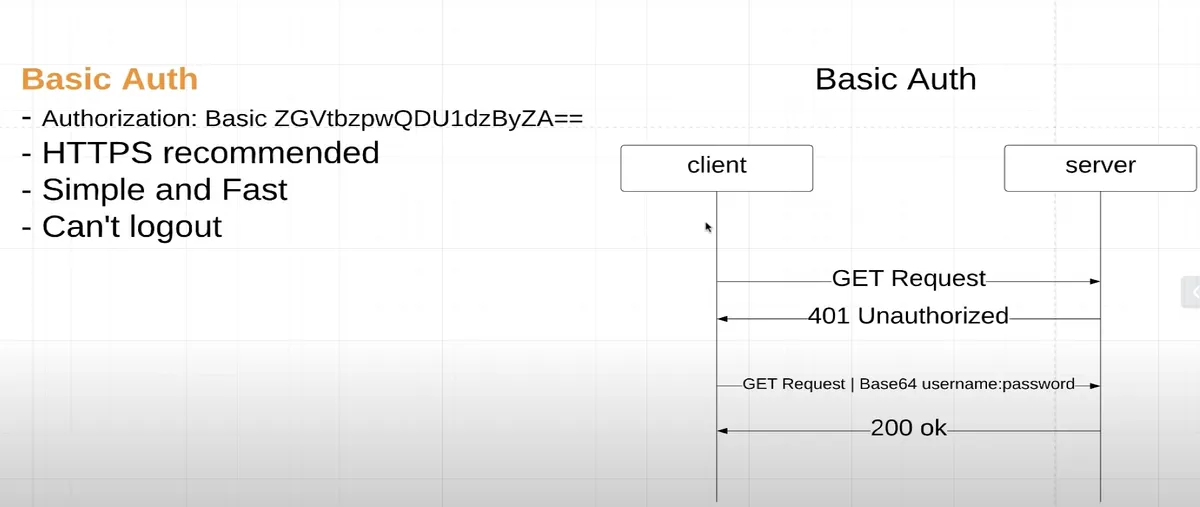 Basic Auth
- Authorization: Basic ZGVtbzpwQDU1dzByZA==
- HTTPS recommended
- Simple and Fast
- Can't logout
Basic Auth
client
server
GET Request
401 Unauthorized
GET Request | Base64 username:password
200 ok